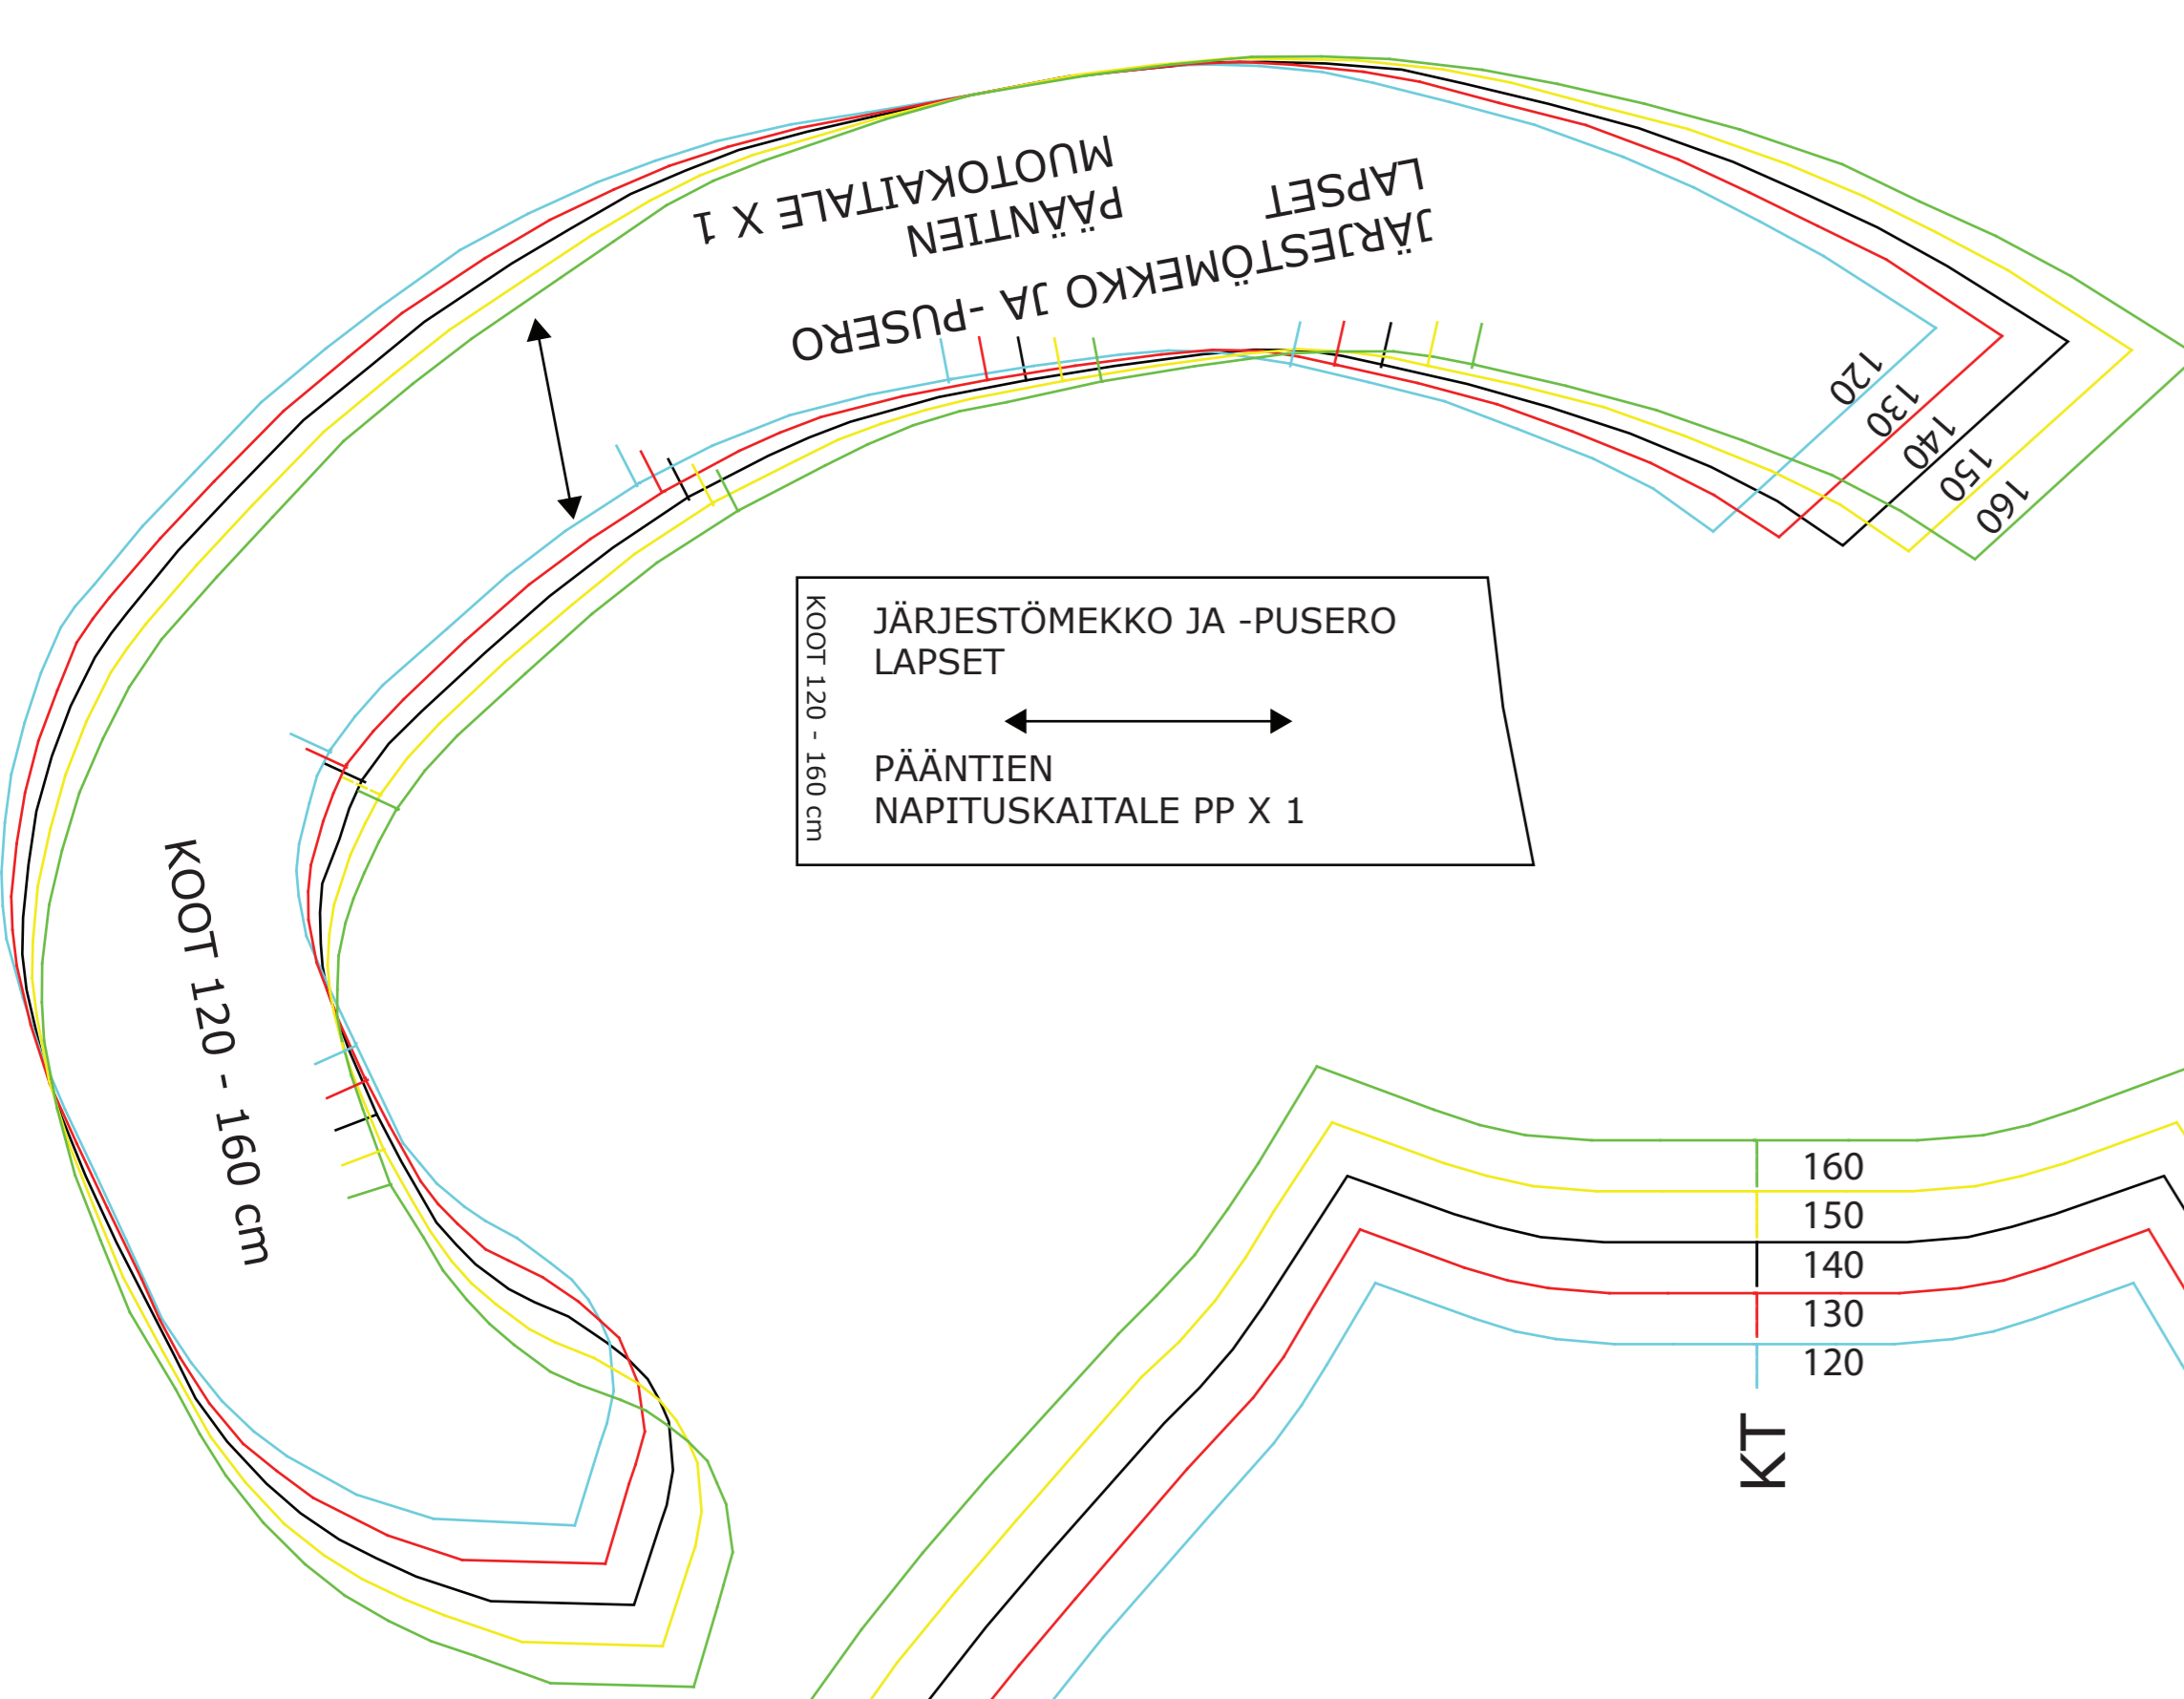 JÄRJESTÖMEKKO JA -PUSERO
LAPSET
PÄÄNTIEN
MUOTOKAITALE X 1
120
130
140
150
160
KOOT 120 - 160 cm
JÄRJESTÖMEKKO JA -PUSERO
LAPSET
PÄÄNTIEN
NAPITUSKAITALE PP X 1
KOOT 120 - 160 cm
160
150
140
130
120
KT